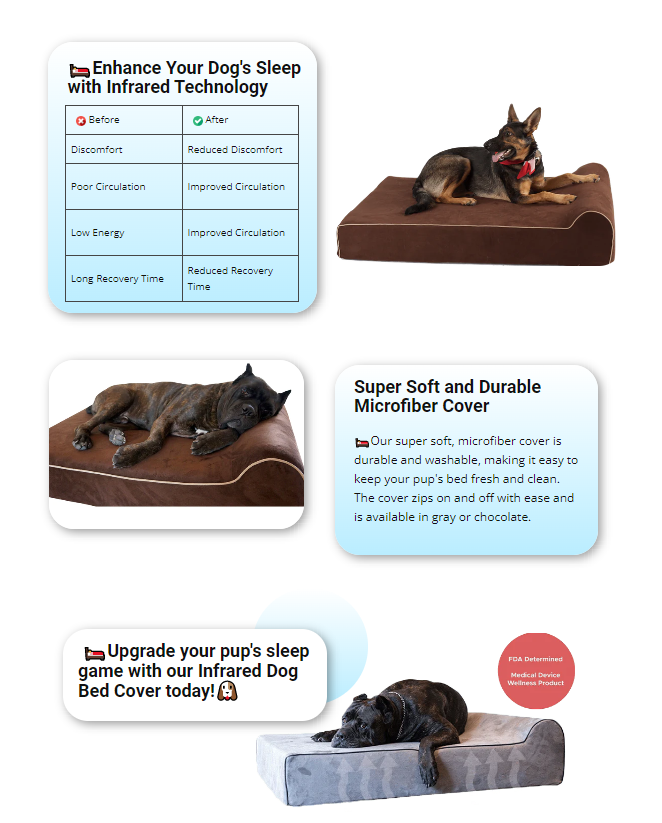 Enhance Your Dog's Sleep
with Infrared Technology
Before
After
Discomfort
Reduced Discomfort
Poor Circulation
Improved Circulation
Low Energy
Improved Circulation
Long Recovery Time
Reduced Recovery
Time
Super Soft and Durable
Microfiber Cover
Our super soft, microfiber cover is
durable and washable, making it easy to
keep your pup's bed fresh and clean.
The cover zips on and off with ease and
is available in gray or chocolate.
Upgrade your pup's sleep
game with our Infrared Dog
Bed Cover today!
FDA Determined
Medical Device
Wellness Product